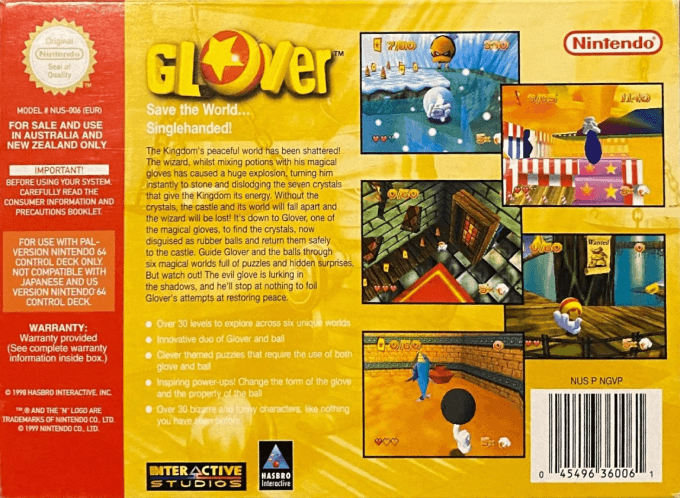 Original
Nintendo
Seal of
Quality
TM
MODEL # NUS-006 (EUR)
FOR SALE AND USE
IN AUSTRALIA AND
NEW ZEALAND ONLY
IMPORTANT!
BEFORE USING YOUR SYSTEM
CAREFULLY READ THE
CONSUMER INFORMATION AND
PRECAUTIONS BOOKLET.
FOR USE WITH PAL-
VERSION NINTENDO 64
CONTROL DECK ONLY.
NOT COMPATIBLE WITH
JAPANESE AND US
VERSION NINTENDO 64
CONTROL DECK.
WARRANTY:
Warranty provided
(See complete warranty
information inside box.)
© 1998 HASBRO INTERACTIVE, INC.
™,® AND THE "N" LOGO ARE
TRADEMARKS OF NINTENDO CO., LTD.
© 1999 NINTENDO CO., LTD.
GLOVER™
Save the World...
Singlehanded!
The Kingdom's peaceful world has been shattered!
The wizard, whilst mixing potions with his magical
gloves has caused a huge explosion, turning him
instantly to stone and dislodging the seven crystals
that give the Kingdom its energy. Without the
crystals, the castle and its world will fall apart and
the wizard will be lost! It's down to Glover, one of
the magical gloves, to find the crystals, now
disguised as rubber balls and return them safely
to the castle. Guide Glover and the balls through
six magical worlds full of puzzles and hidden surprises.
But watch out! The evil glove is lurking in
the shadows, and he'll stop at nothing to foil
Glover's attempts at restoring peace.
Over 30 levels to explore across six unique worlds
Innovative duo of Glover and ball
Clever themed puzzles that require the use of both
glove and ball
Inspiring power-ups! Change the form of the glove
and the property of the ball
Over 30 bizarre and funny characters, like nothing
you have seen before
INTERACTIVE
STUDIOS
HASBRO
Interactive
Nintendo®
Wanted
NUS P NGVP
0 45496 36006 1